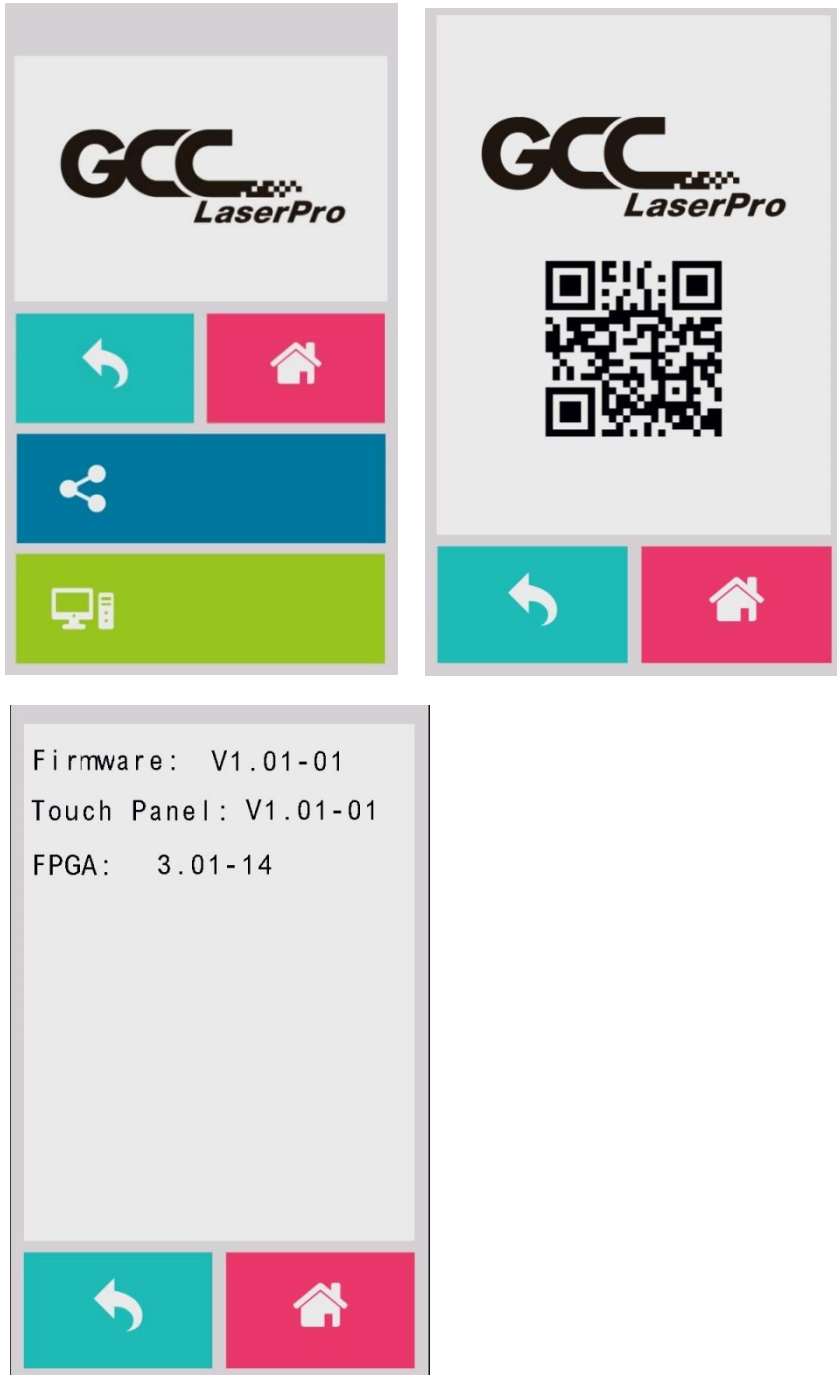 GCC
LaserPro
GCC
LaserPro
Firmware: V1.01-01
Touch Panel: V1.01-01
FPGA: 3.01-14